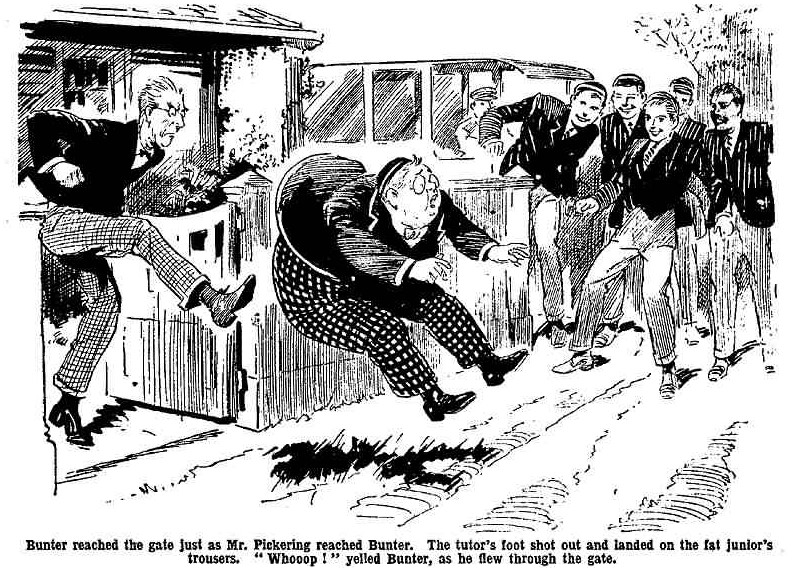 Bunter reached the gate just as Mr. Pickering reached Bunter. The tutor's foot shot out and landed on the fat junior's
trousers. "Whooop !" yelled Bunter, as he flew through the gate.